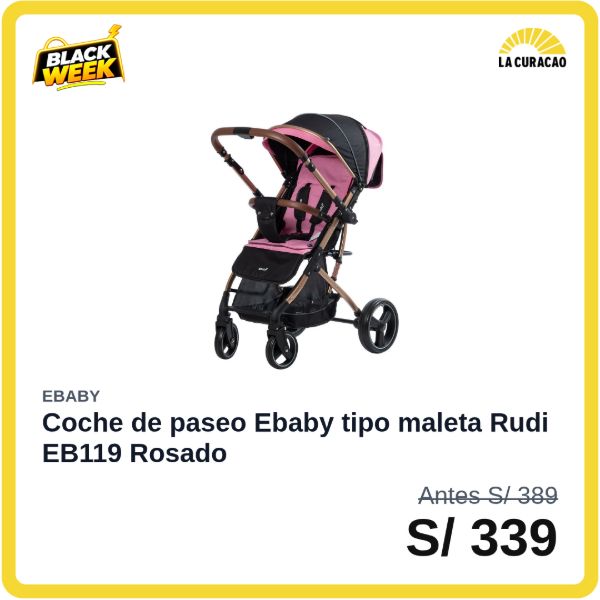 BLACK
WEEK
LA CURACAO
EBABY
Coche de paseo Ebaby tipo maleta Rudi
EB119 Rosado
Antes S/ 389
S/ 339